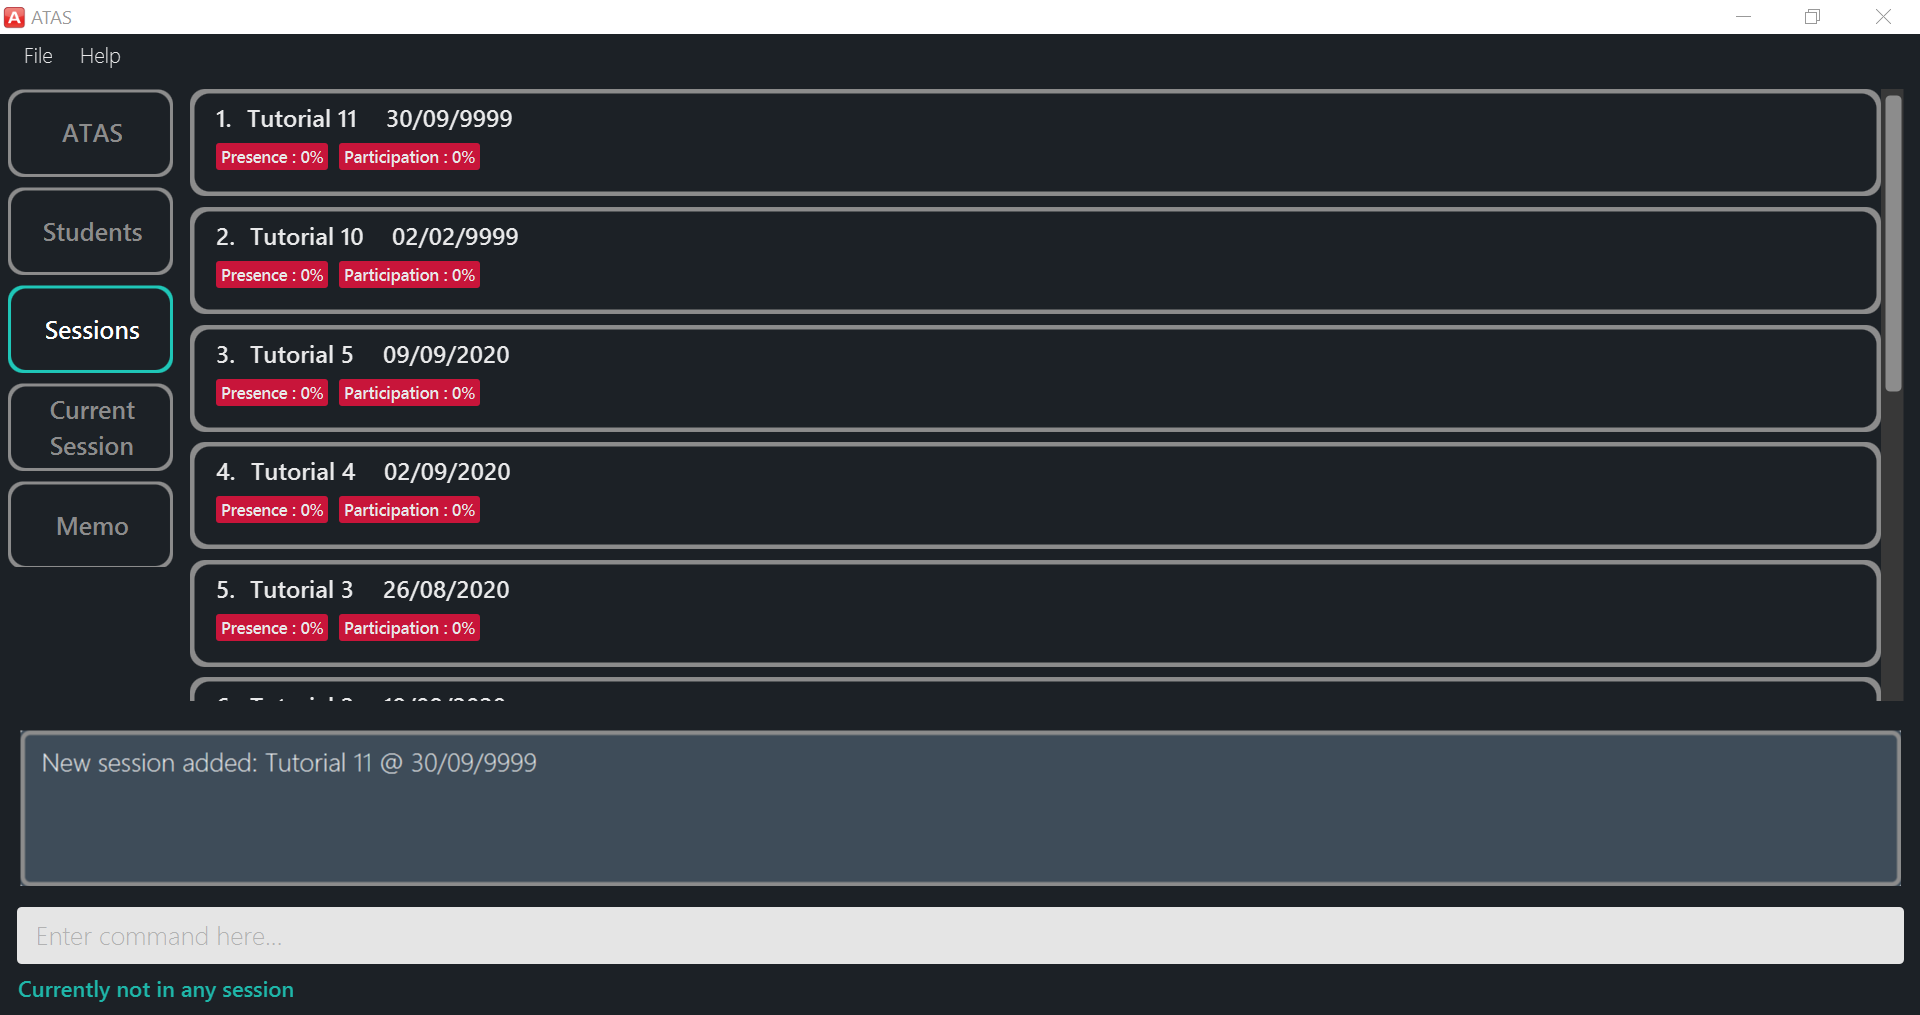 ATAS
File Help
ATAS
Students
Sessions
Current
Session
Memo
1. Tutorial 11 30/09/9999
Presence : 0% Participation : 0%
2. Tutorial 10 02/02/9999
Presence : 0% Participation : 0%
3. Tutorial 5 09/09/2020
Presence : 0% Participation : 0%
4. Tutorial 4 02/09/2020
Presence : 0% Participation : 0%
5. Tutorial 3 26/08/2020
Presence : 0% Participation : 0%
New session added: Tutorial 11 @ 30/09/9999
Enter command here...
Currently not in any session